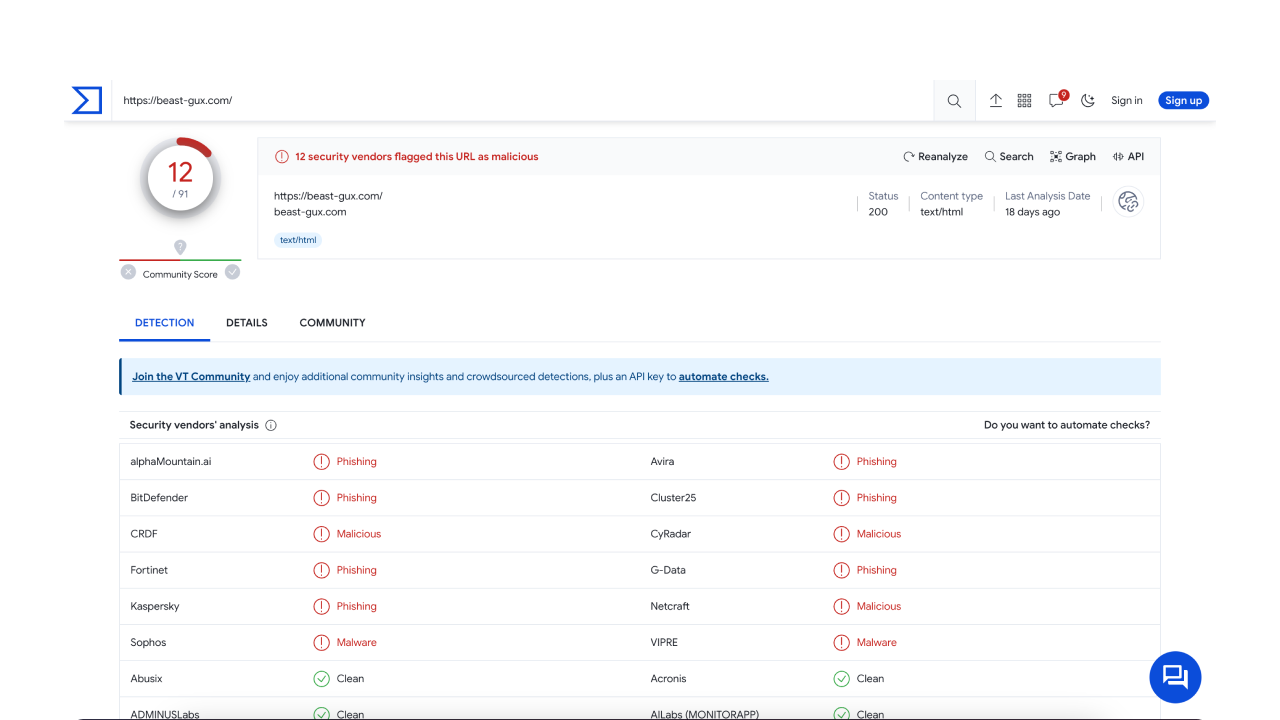 https://beast-gux.com/
9
Sign in
Sign up
12
/ 91
12 security vendors flagged this URL as malicious
Reanalyze
Search
Graph
API
https://beast-gux.com/
beast-gux.com
Status
200
Content type
text/html
Last Analysis Date
18 days ago
text/html
?
Community Score
DETECTION
DETAILS
COMMUNITY
Join the VT Community and enjoy additional community insights and crowdsourced detections, plus an API key to automate checks.
Security vendors' analysis
Do you want to automate checks?
alphaMountain.ai Phishing Avira Phishing
BitDefender Phishing Cluster25 Phishing
CRDF Malicious CyRadar Malicious
Fortinet Phishing G-Data Phishing
Kaspersky Phishing Netcraft Malicious
Sophos Malware VIPRE Malware
Abusix Clean Acronis Clean
ADMINUSLabs Clean AILabs (MONITORAPP) Clean